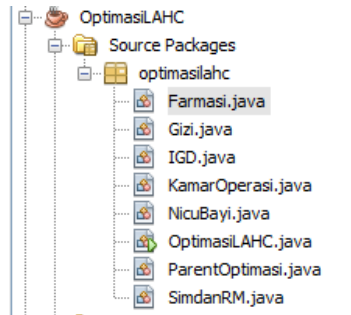 OptimasiLAHC
Source Packages
optimasilahc
Farmasi.java
Gizi.java
IGD.java
KamarOperasi.java
NicuBayi.java
OptimasiLAHC.java
ParentOptimasi.java
SimdanRM.java